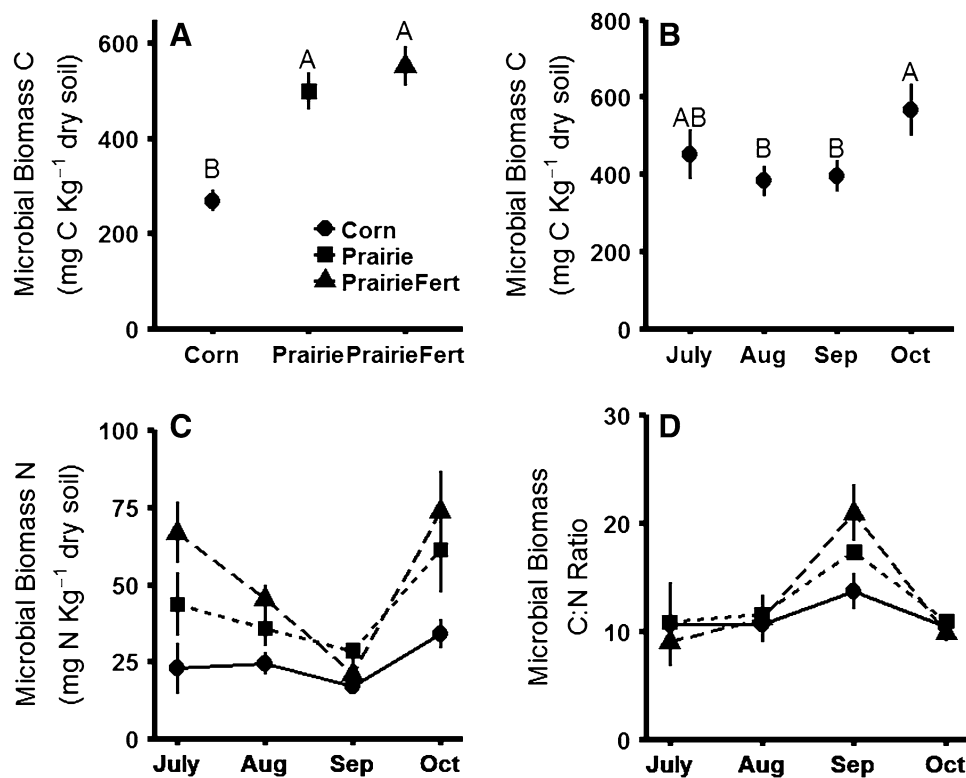 A
Microbial Biomass C
(mg C Kg⁻¹ dry soil)
600
400
200
0
B
A
A
Corn
Prairie
PrairieFert
Corn
Prairie
PrairieFert
B
Microbial Biomass C
(mg C Kg⁻¹ dry soil)
800
600
400
200
0
AB
B
B
A
July
Aug
Sep
Oct
C
Microbial Biomass N
(mg N Kg⁻¹ dry soil)
100
75
50
25
0
July
Aug
Sep
Oct
D
Microbial Biomass
C:N Ratio
30
20
10
0
July
Aug
Sep
Oct